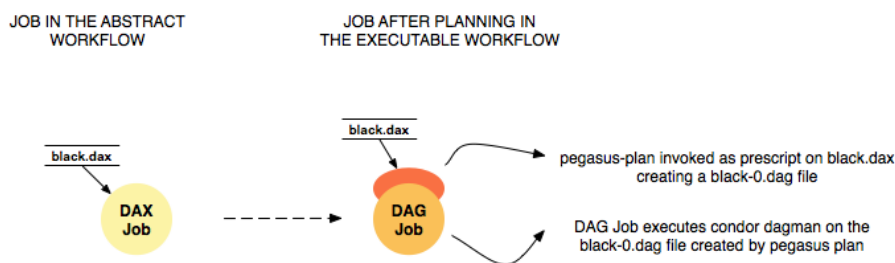 JOB IN THE ABSTRACT
WORKFLOW
JOB AFTER PLANNING IN
THE EXECUTABLE WORKFLOW
black.dax
DAX
Job
black.dax
DAG
Job
pegasus-plan invoked as prescript on black.dax
creating a black-0.dag file
DAG Job executes condor dagman on the
black-0.dag file created by pegasus plan